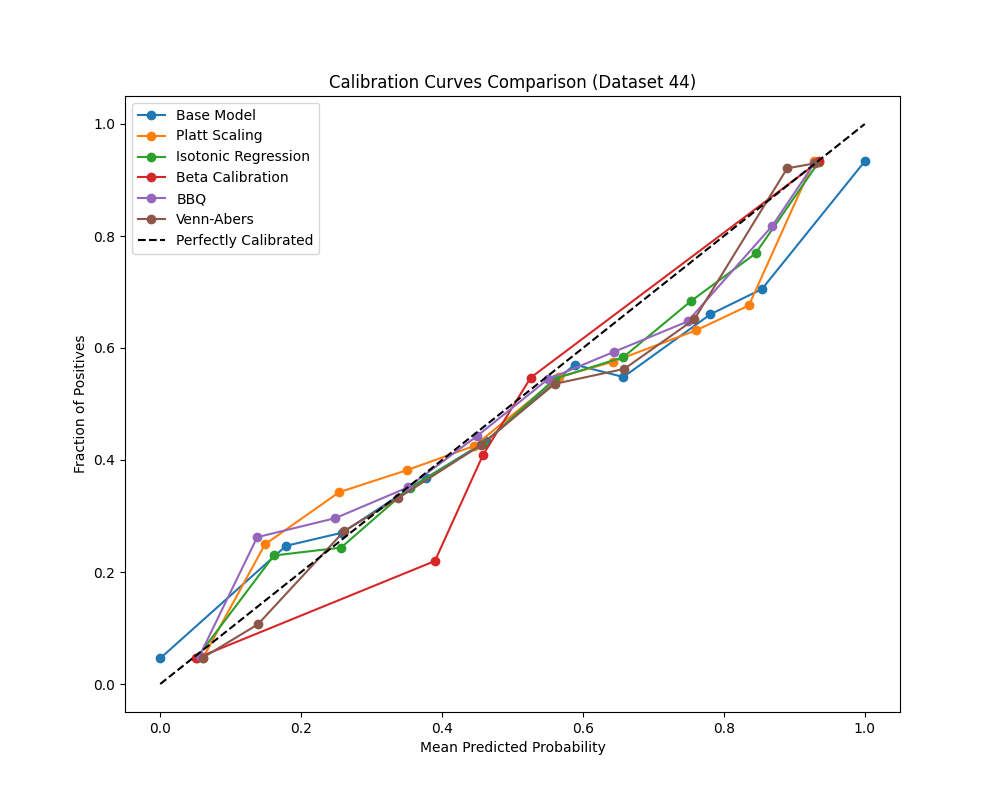 Calibration Curves Comparison (Dataset 44)
Base Model
Platt Scaling
Isotonic Regression
Beta Calibration
BBQ
Venn-Abers
Perfectly Calibrated
Fraction of Positives
1.0
0.8
0.6
0.4
0.2
0.0
0.0 0.2 0.4 0.6 0.8 1.0
Mean Predicted Probability